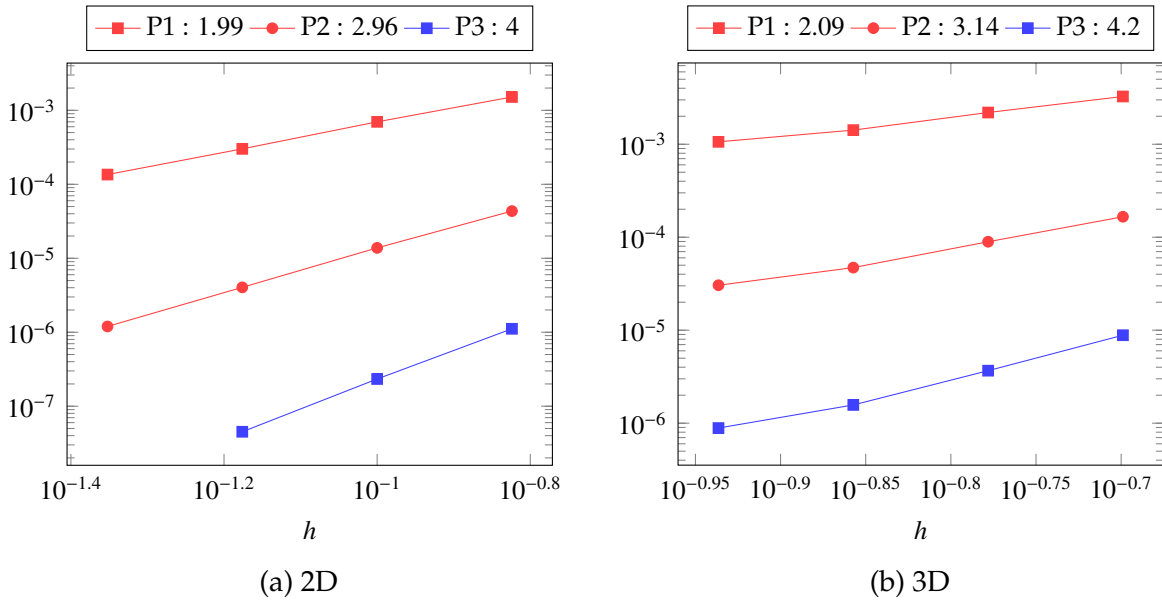 P1 : 1.99 P2 : 2.96 P3 : 4
10⁻³
10⁻⁴
10⁻⁵
10⁻⁶
10⁻⁷
10⁻¹·⁴ 10⁻¹·² 10⁻¹ 10⁻⁰·⁸
h
(a) 2D
P1 : 2.09 P2 : 3.14 P3 : 4.2
10⁻³
10⁻⁴
10⁻⁵
10⁻⁶
10⁻⁰·⁹⁵ 10⁻⁰·⁹ 10⁻⁰·⁸⁵ 10⁻⁰·⁸ 10⁻⁰·⁷⁵ 10⁻⁰·⁷
h
(b) 3D